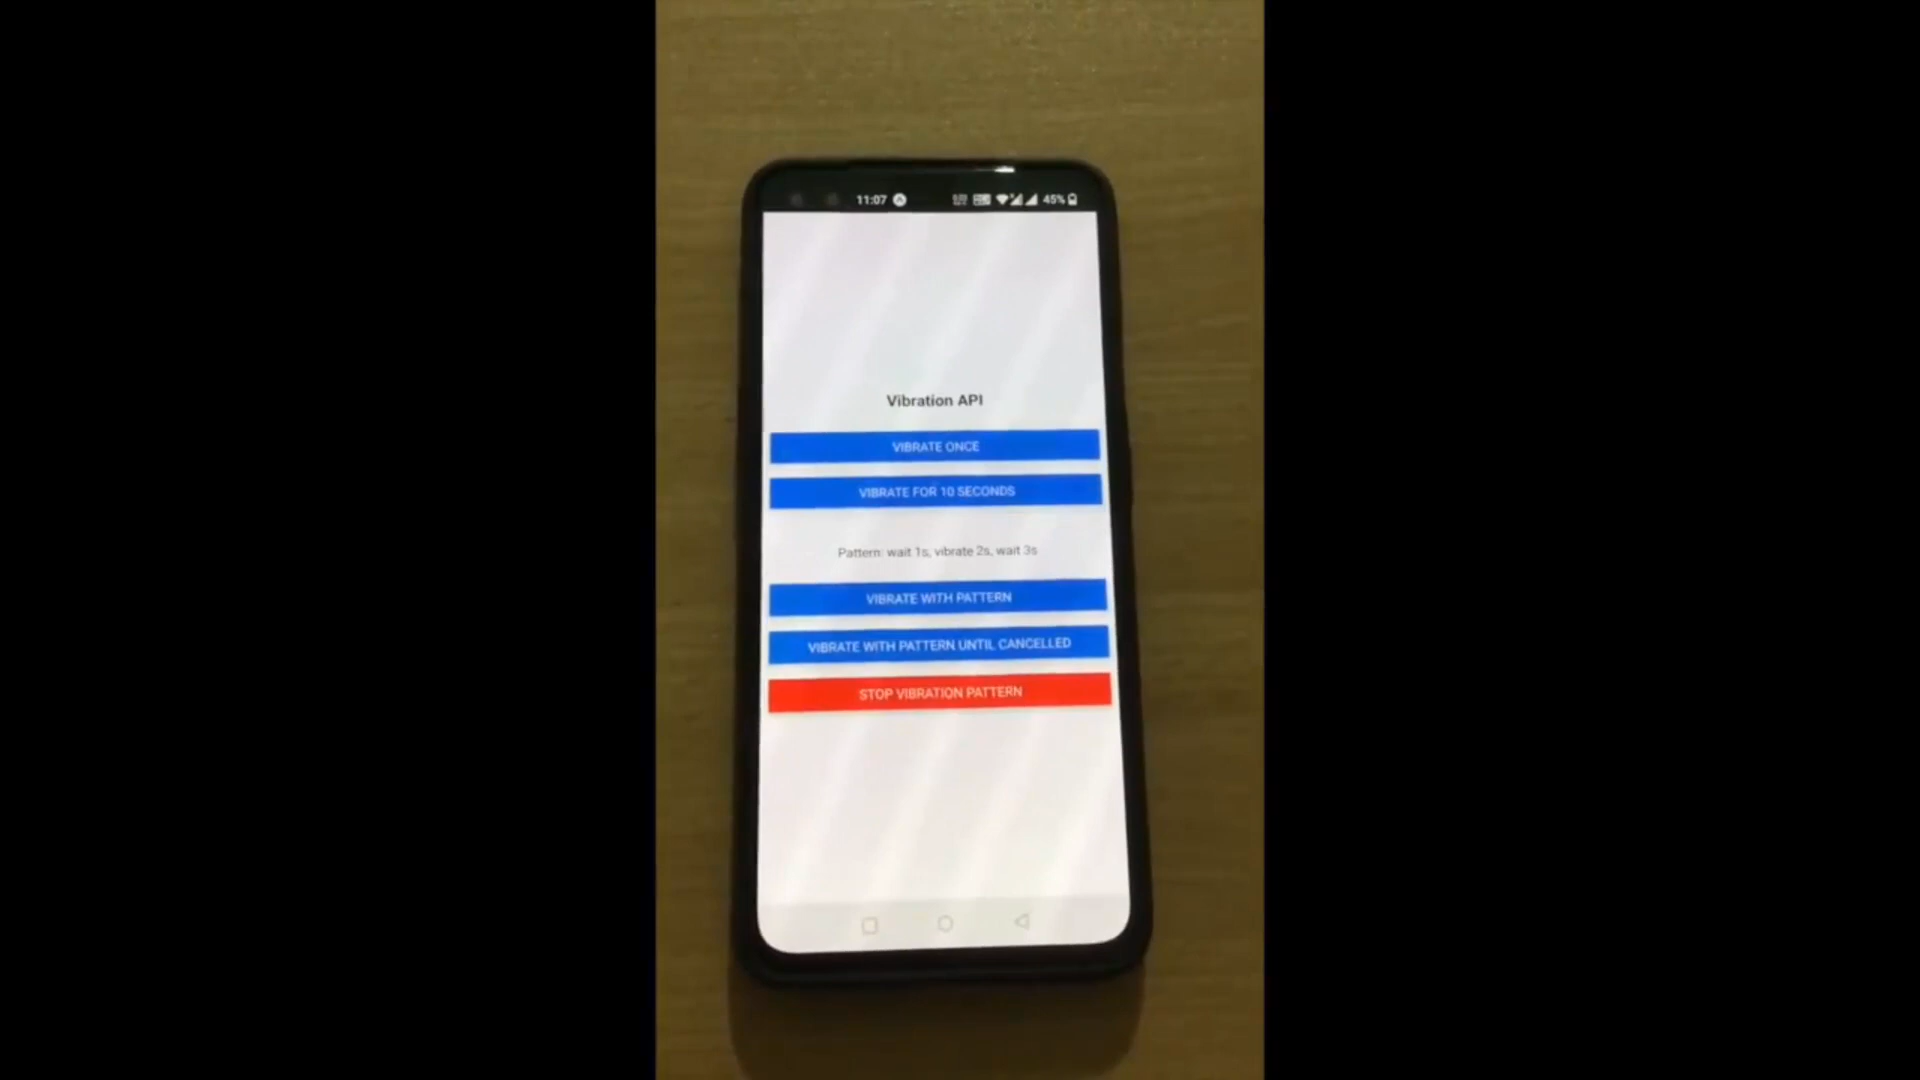 11:07 45%
Vibration API
VIBRATE ONCE
VIBRATE FOR 10 SECONDS
Pattern: wait 1s, vibrate 2s, wait 3s
VIBRATE WITH PATTERN
VIBRATE WITH PATTERN UNTIL CANCELLED
STOP VIBRATION PATTERN